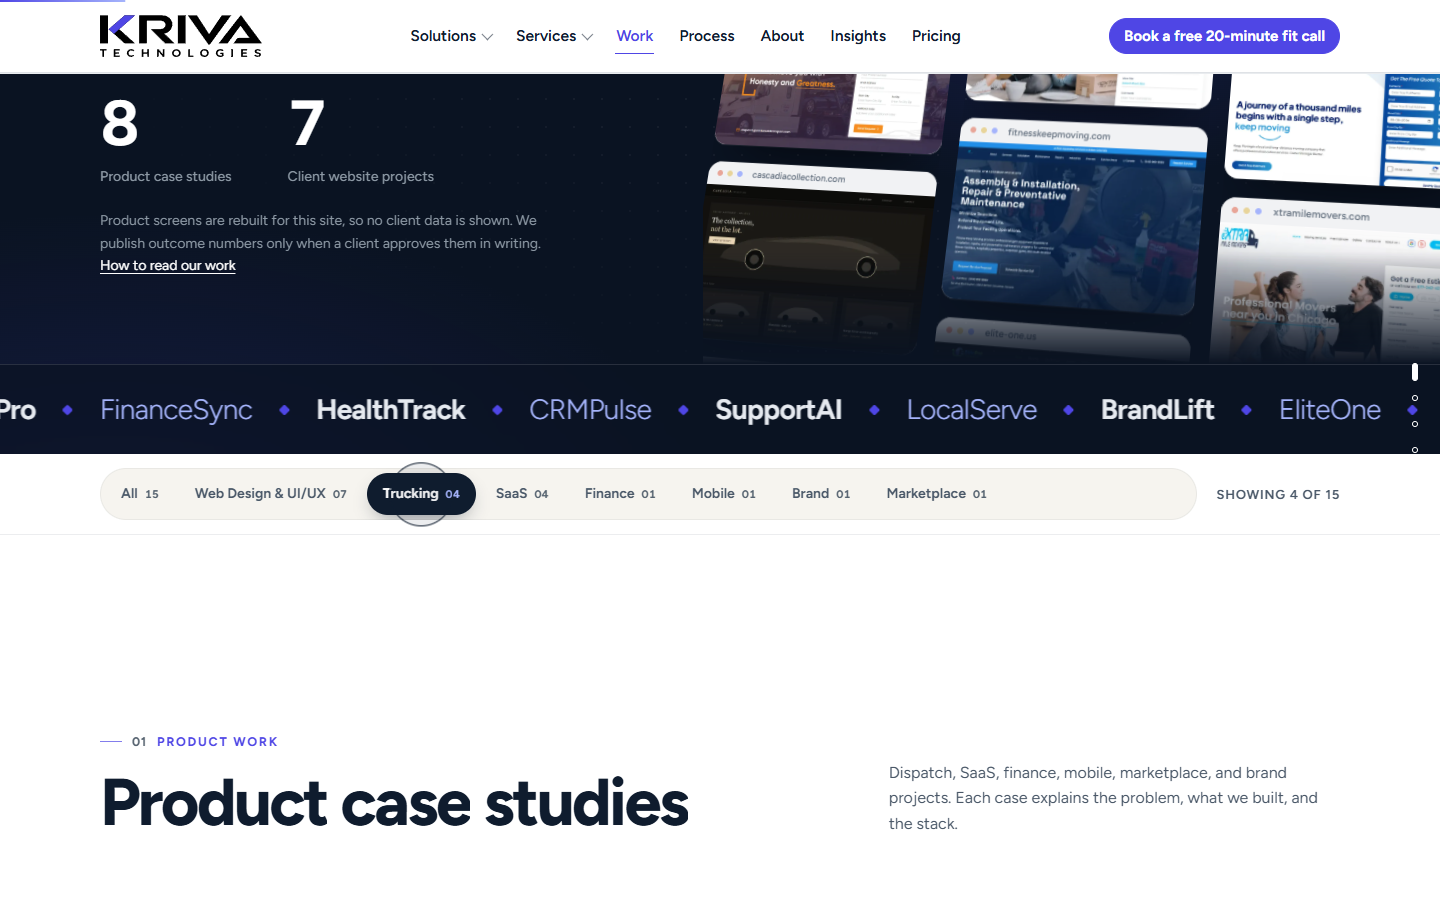 KRIVA
TECHNOLOGIES
Solutions
Services
Work
Process
About
Insights
Pricing
Book a free 20-minute fit call
8
7
Product case studies
Client website projects
Product screens are rebuilt for this site, so no client data is shown. We
publish outcome numbers only when a client approves them in writing.
How to read our work
Honesty and Greatness.
cascadiacollection.com
The collection,
not the lot.
fitnesskeepmoving.com
Assembly & Installation,
Repair & Preventative
Maintenance
elite-one.us
A journey of a thousand miles
begins with a single step,
keep moving
xtramilemovers.com
Professional Movers
near you in Chicago.
Pro
FinanceSync
HealthTrack
CRMPulse
SupportAI
LocalServe
BrandLift
EliteOne
All 15
Web Design & UI/UX 07
Trucking 04
SaaS 04
Finance 01
Mobile 01
Brand 01
Marketplace 01
SHOWING 4 OF 15
01 PRODUCT WORK
Product case studies
Dispatch, SaaS, finance, mobile, marketplace, and brand
projects. Each case explains the problem, what we built, and
the stack.